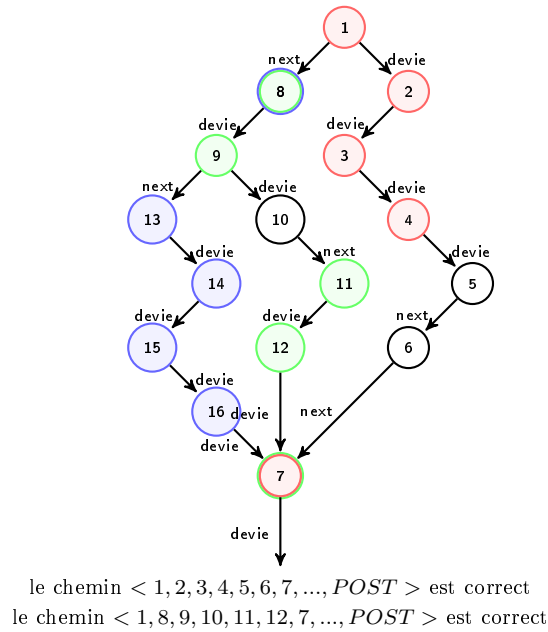 1
next devie
8 2
devie devie
9 3
next devie devie
13 10 4
devie next devie
14 11 5
devie devie next
15 12 6
devie
16 devie next
devie
7
devie
le chemin < 1, 2, 3, 4, 5, 6, 7, ..., POST > est correct
le chemin < 1, 8, 9, 10, 11, 12, 7, ..., POST > est correct